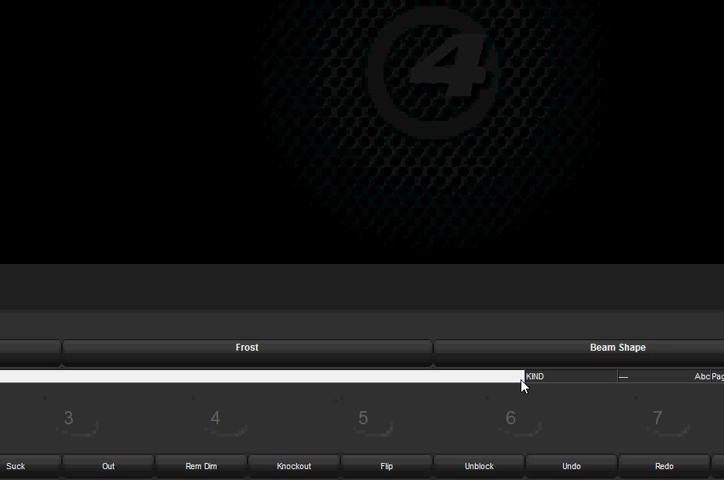 4
Frost Beam Shape
KIND — Abc Pag
3 4 5 6 7
Suck Out Rem Dim Knockout Flip Unblock Undo Redo